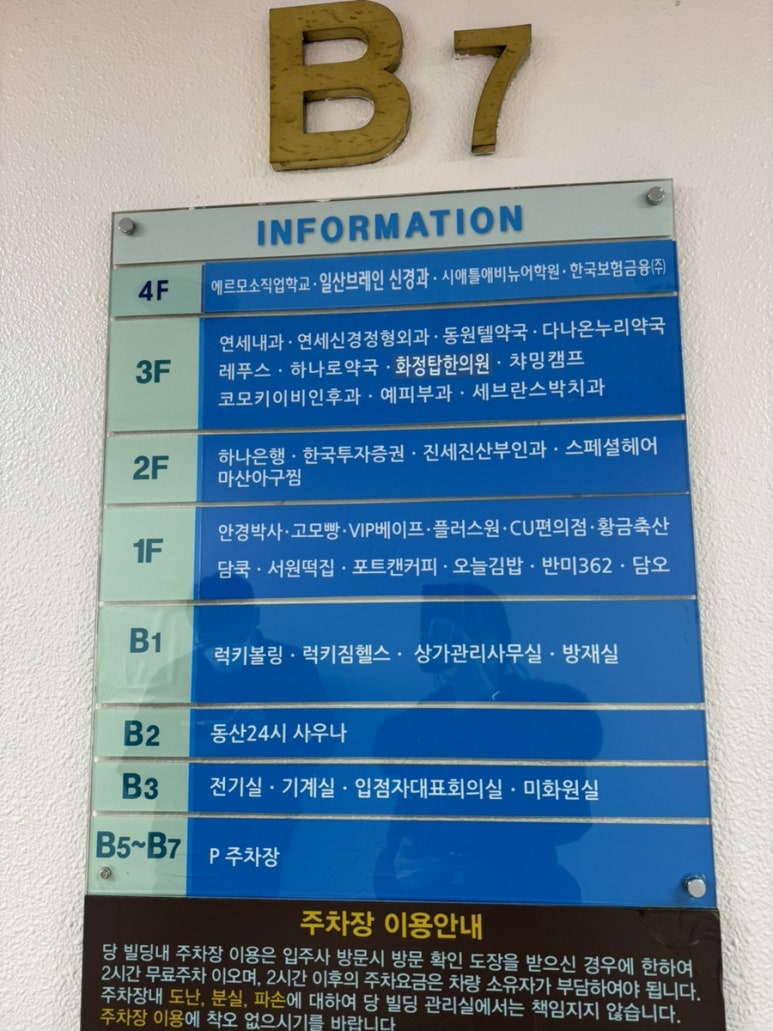 B7
INFORMATION
4F
에르모소직업학교·일산브레인 신경과·시애틀애비뉴어학원·한국보험금융㈜
3F
연세내과·연세신경정형외과·동원텔약국·다나온누리약국
레푸스·하나로약국·화정탑한의원·챠밍캠프
코모키이비인후과·예피부과·세브란스박치과
2F
하나은행·한국투자증권·진세진산부인과·스페셜헤어
마산아구찜
1F
안경박사·고모빵·VIP베이프·플러스원·CU편의점·황금축산
담쿡·서원떡집·포트캔커피·오늘김밥·반미362·담오
B1
럭키볼링·럭키짐헬스·상가관리사무실·방재실
B2
동산24시 사우나
B3
전기실·기계실·입점자대표회의실·미화원실
B5~B7
P 주차장
주차장 이용안내
당 빌딩내 주차장 이용은 입주사 방문시 방문 확인 도장을 받으신 경우에 한하여
2시간 무료주차 이오며, 2시간 이후의 주차요금은 차량 소유자가 부담하여야 됩니다.
주차장내 도난, 분실, 파손에 대하여 당 빌딩 관리실에서는 책임지지 않습니다.
주차장 이용에 착오 없으시기를 바랍니다